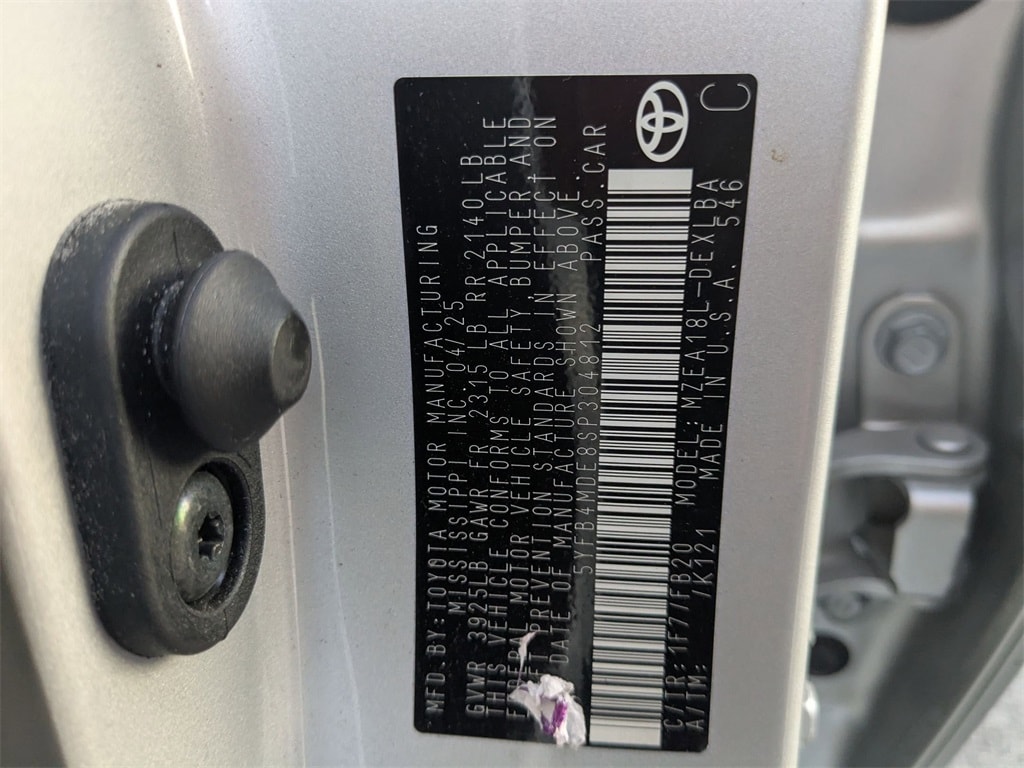 MFD.BY:TOYOTA MOTOR MANUFACTURING
MISSISSIPPI INC.04/25
GVWR 3925LB GAWR FR 2315 LB RR 2140LB
THIS VEHICLE CONFORMS TO ALL APPLICABLE
FEDERAL MOTOR VEHICLE SAFETY, BUMPER, AND
PREVENTION STANDARDS IN EFFECT ON
DATE OF MANUFACTURE SHOWN ABOVE.
5YFB4MDE8SP304812 PASS.CAR
C/TR:1F7/FB20 MODEL:MZEA18L-DEXLBA
A/TM: /K121 MADE IN U.S.A. 546
C